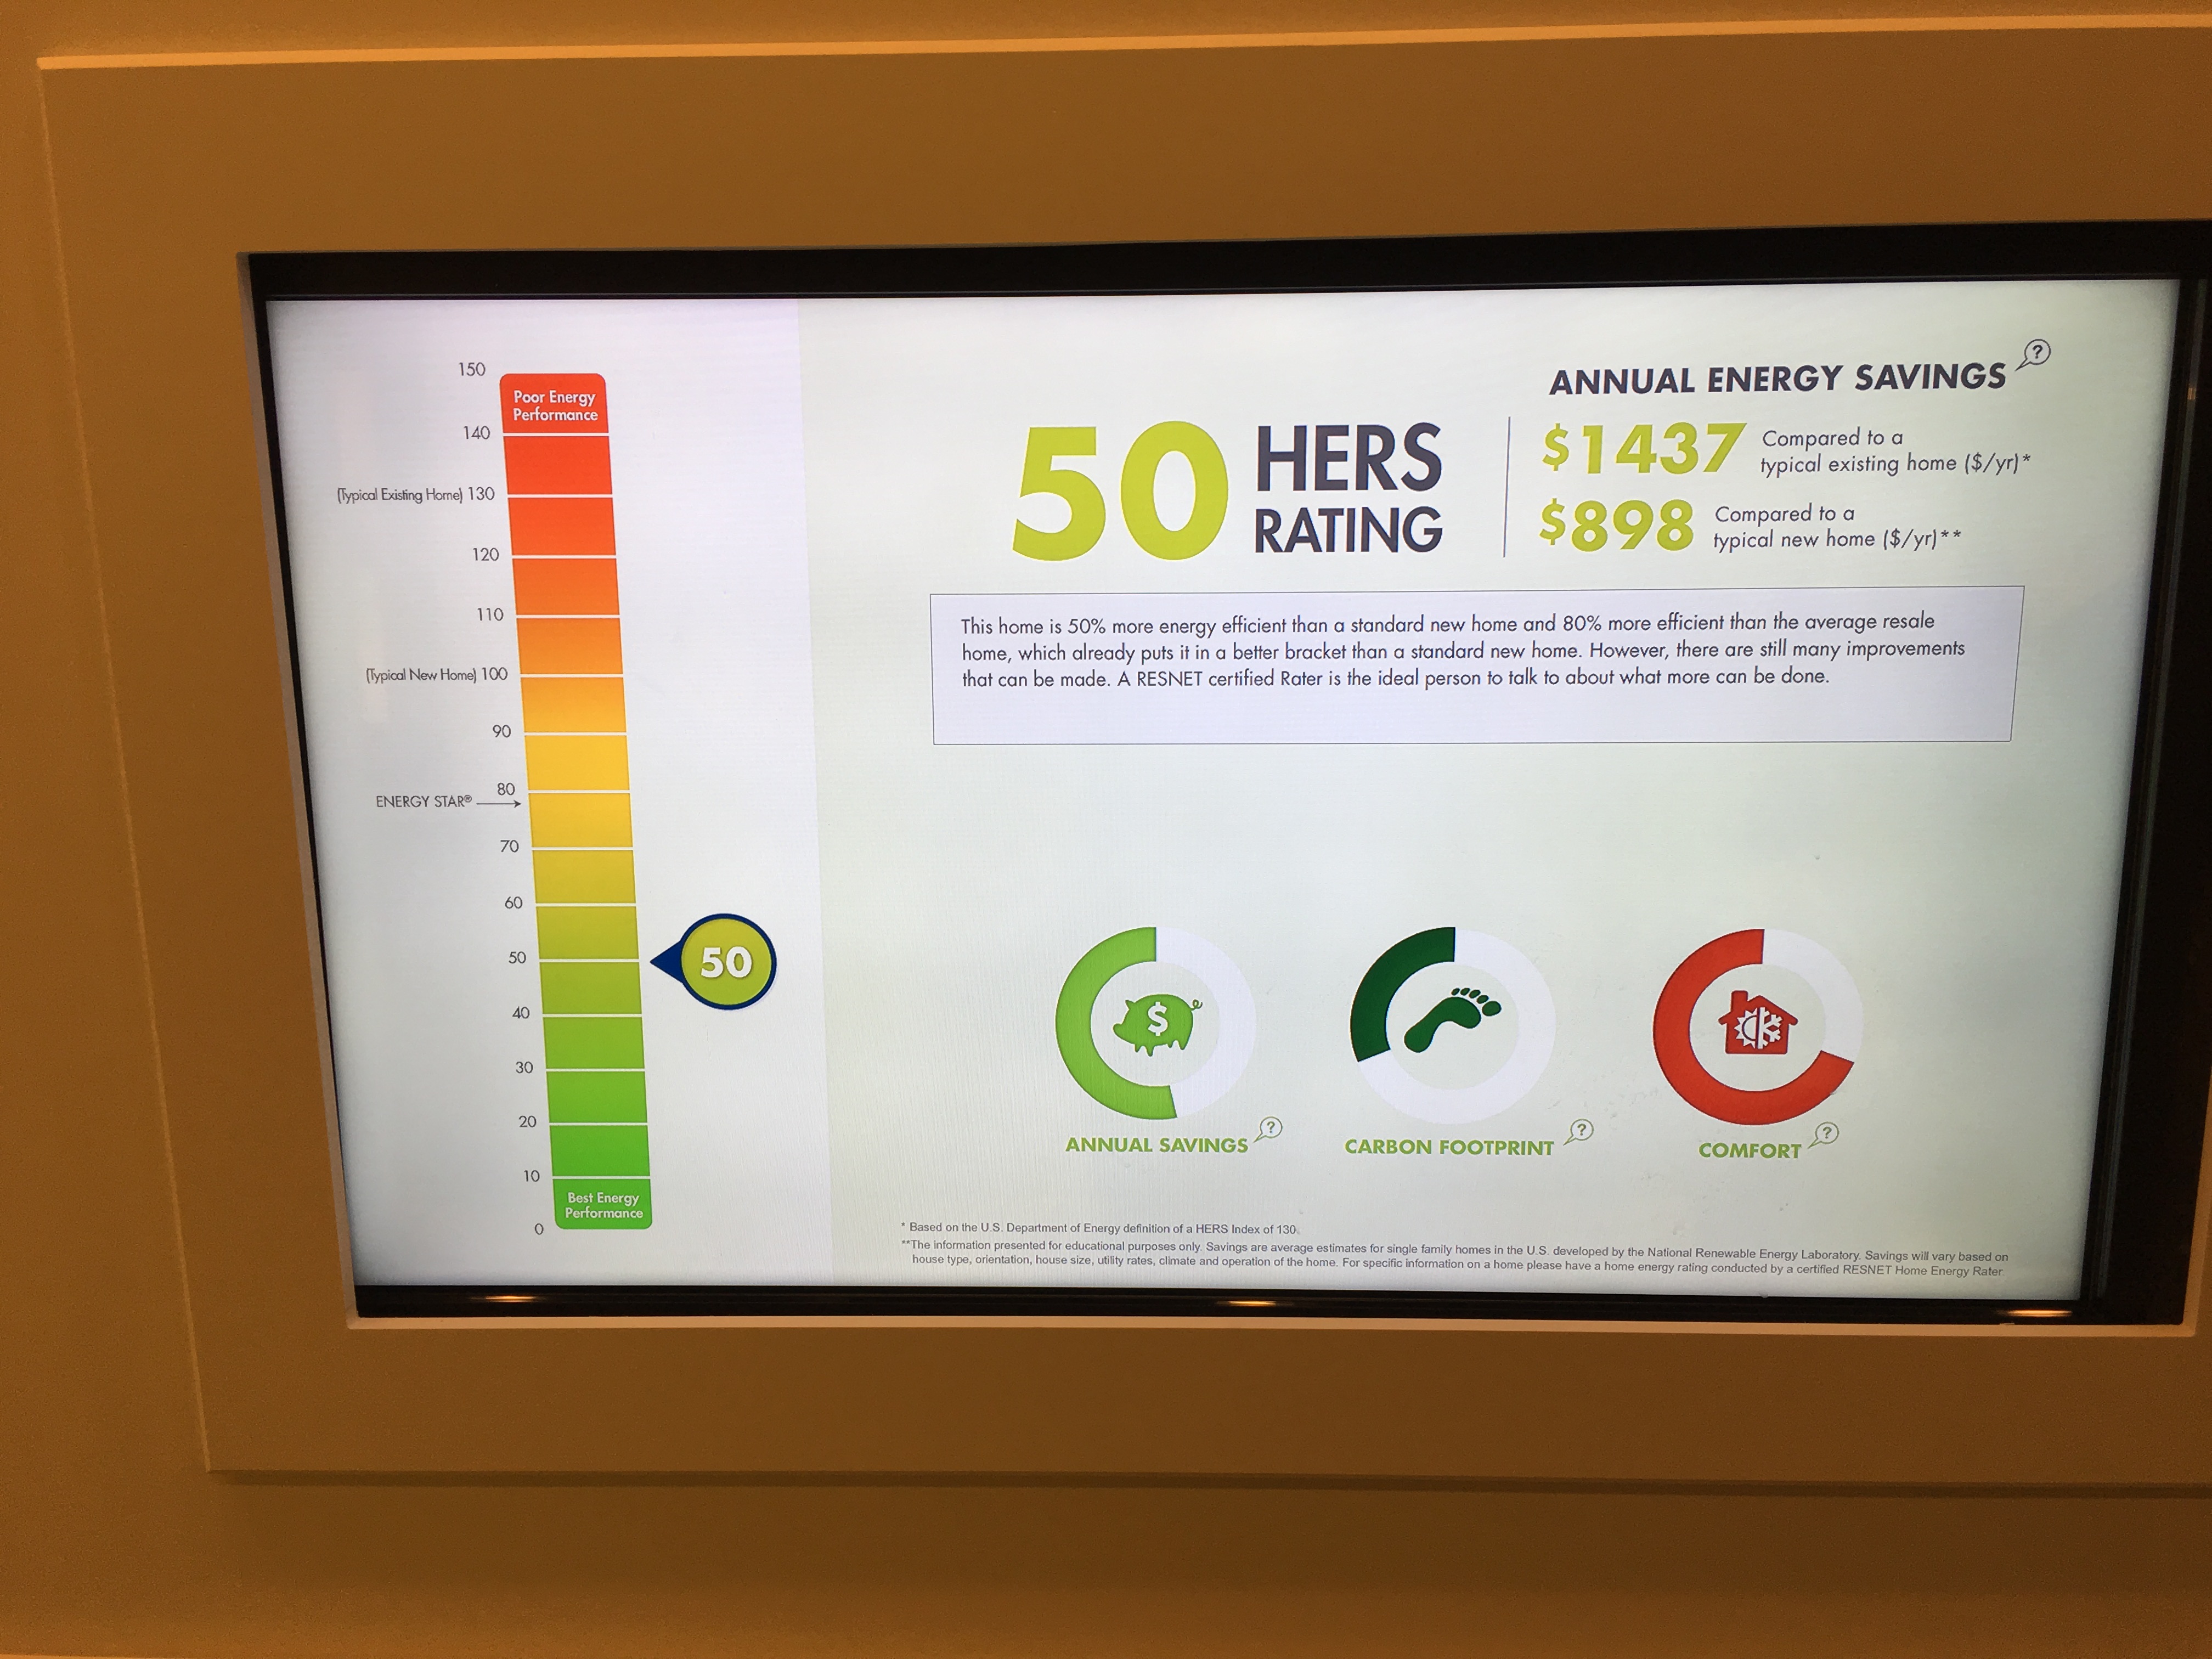 150
Poor Energy
Performance
140
(Typical Existing Home) 130
120
110
(Typical New Home) 100
90
80
ENERGY STAR®
70
60
50
40
30
20
10
Best Energy
Performance
0
50
50 HERS
RATING
ANNUAL ENERGY SAVINGS ?
$1437 Compared to a
typical existing home ($/yr)*
$898 Compared to a
typical new home ($/yr)**
This home is 50% more energy efficient than a standard new home and 80% more efficient than the average resale
home, which already puts it in a better bracket than a standard new home. However, there are still many improvements
that can be made. A RESNET certified Rater is the ideal person to talk to about what more can be done.
$
ANNUAL SAVINGS ?
CARBON FOOTPRINT ?
COMFORT ?
* Based on the U.S. Department of Energy definition of a HERS Index of 130.
**The information presented for educational purposes only. Savings are average estimates for single family homes in the U.S. developed by the National Renewable Energy Laboratory. Savings will vary based on
house type, orientation, house size, utility rates, climate and operation of the home. For specific information on a home please have a home energy rating conducted by a certified RESNET Home Energy Rater